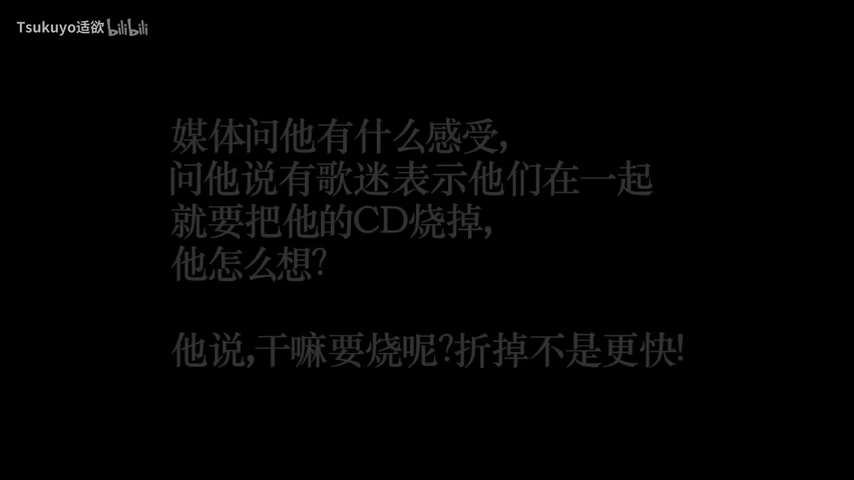 Tsukuyo适欲 bilibili
媒体问他有什么感受,
问他说有歌迷表示他们在一起
就要把他的CD烧掉,
他怎么想?
他说,干嘛要烧呢?折掉不是更快!